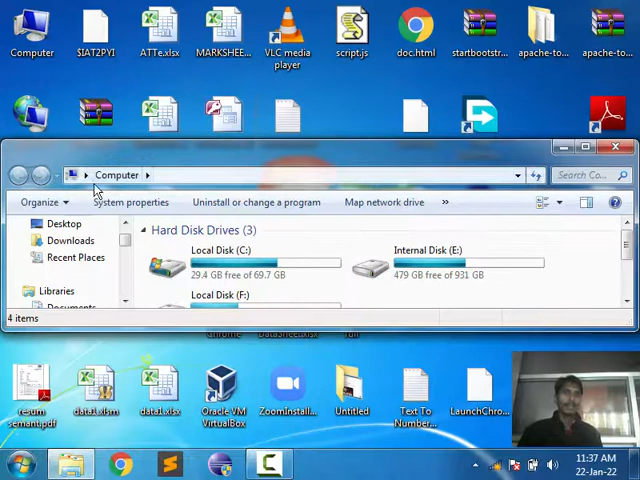 Computer
$IAT2PYI
ATTe.xlsx
MARKSHEE...
VLC media player
script.js
doc.html
startbootstr...
apache-to...
apache-to...
Computer
Search Co...
Organize
System properties
Uninstall or change a program
Map network drive
»
Desktop
Downloads
Recent Places
Libraries
Hard Disk Drives (3)
Local Disk (C:)
29.4 GB free of 69.7 GB
Internal Disk (E:)
479 GB free of 931 GB
Local Disk (F:)
4 items
DataSheet.xlsx
resum semant.pdf
data1.xlsm
data1.xlsx
Oracle VM VirtualBox
ZoomInstall...
Untitled
Text To Number...
LaunchChro...
11:37 AM
22-Jan-22